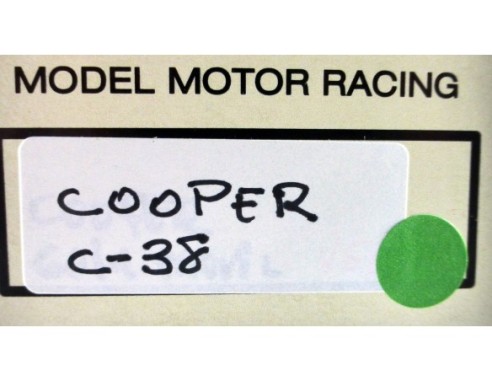 MODEL MOTOR RACING
COOPER
C-38